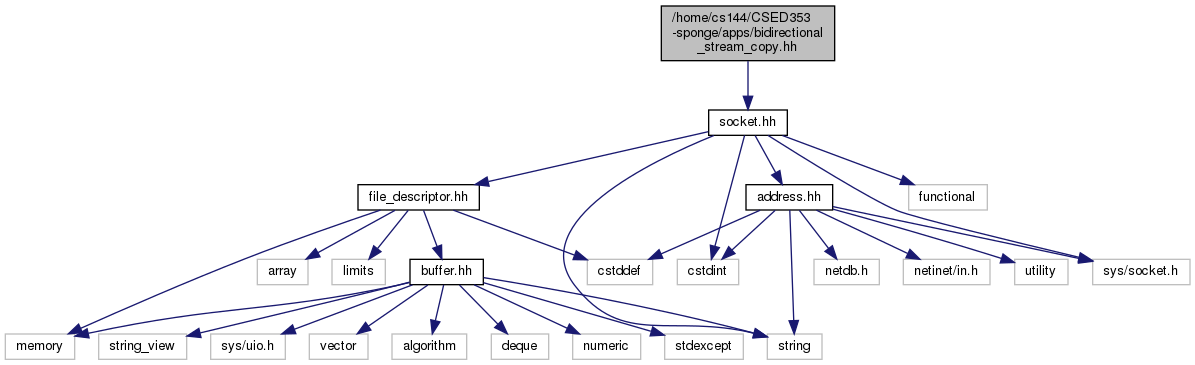 /home/cs144/CSED353
-sponge/apps/bidirectional
_stream_copy.hh
socket.hh
file_descriptor.hh
address.hh
functional
array
limits
buffer.hh
cstddef
cstdint
netdb.h
netinet/in.h
utility
sys/socket.h
memory
string_view
sys/uio.h
vector
algorithm
deque
numeric
stdexcept
string